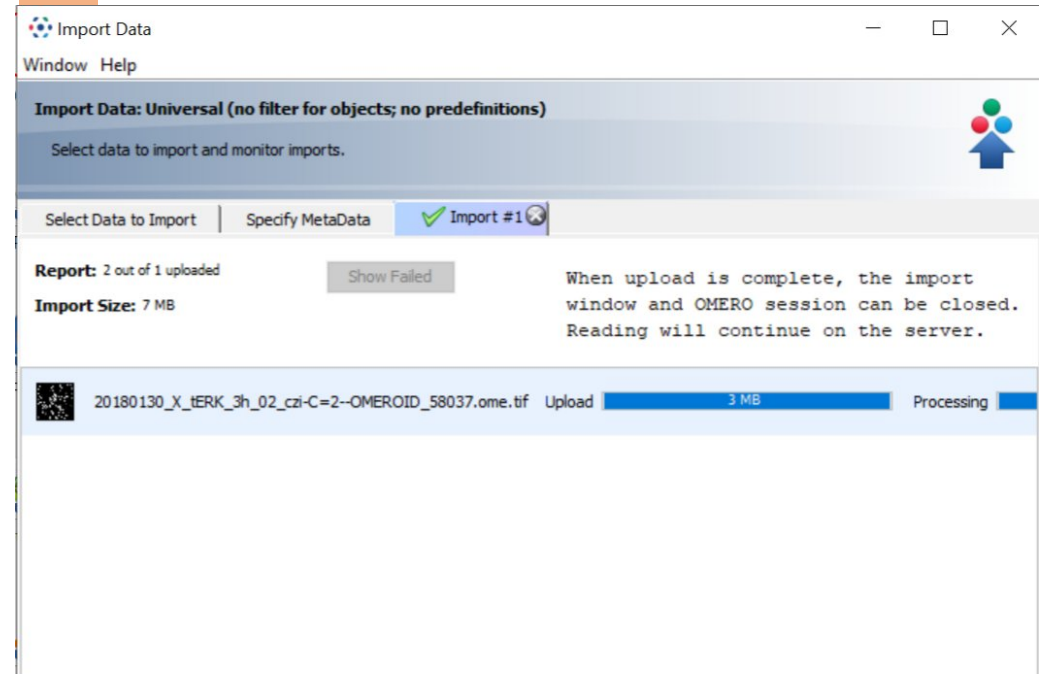 Import Data
Window Help
Import Data: Universal (no filter for objects; no predefinitions)
Select data to import and monitor imports.
Select Data to Import Specify MetaData Import #1
Report: 2 out of 1 uploaded Show Failed
Import Size: 7 MB
When upload is complete, the import
window and OMERO session can be closed.
Reading will continue on the server.
20180130_X_tERK_3h_02_czi-C=2--OMEROID_58037.ome.tif Upload 3 MB Processing